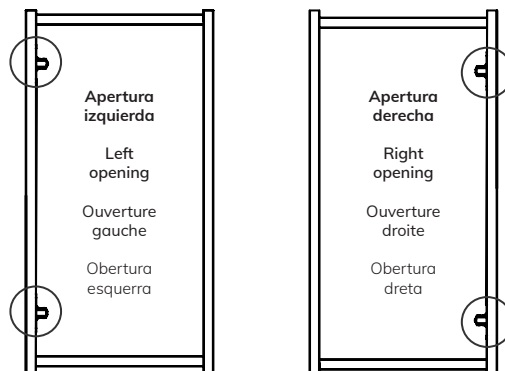 Apertura
izquierda
Left
opening
Ouverture
gauche
Obertura
esquerra
Apertura
derecha
Right
opening
Ouverture
droite
Obertura
dreta